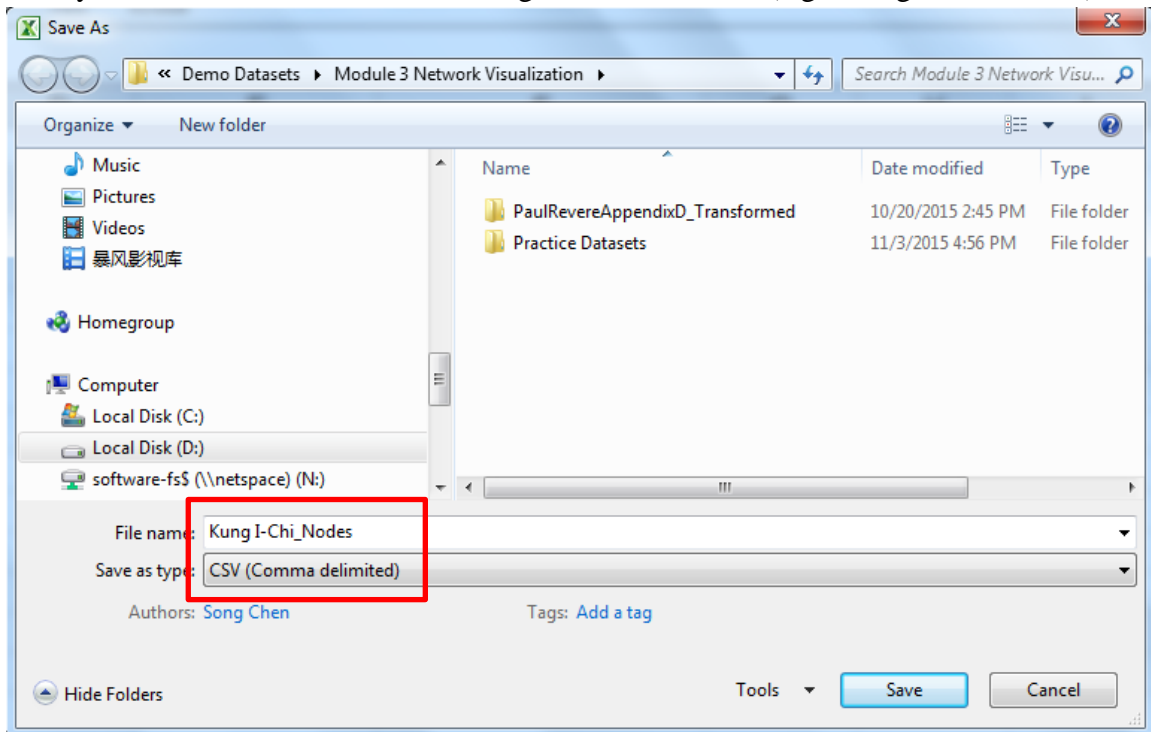 Save As
« Demo Datasets ▸ Module 3 Network Visualization ▸
Search Module 3 Network Visu...
Organize ▾ New folder
Music
Pictures
Videos
暴风影视库
Homegroup
Computer
Local Disk (C:)
Local Disk (D:)
software-fs$ (\\netspace) (N:)
Name Date modified Type
PaulRevereAppendixD_Transformed 10/20/2015 2:45 PM File folder
Practice Datasets 11/3/2015 4:56 PM File folder
File name: Kung I-Chi_Nodes
Save as type: CSV (Comma delimited)
Authors: Song Chen Tags: Add a tag
Hide Folders Tools ▾ Save Cancel